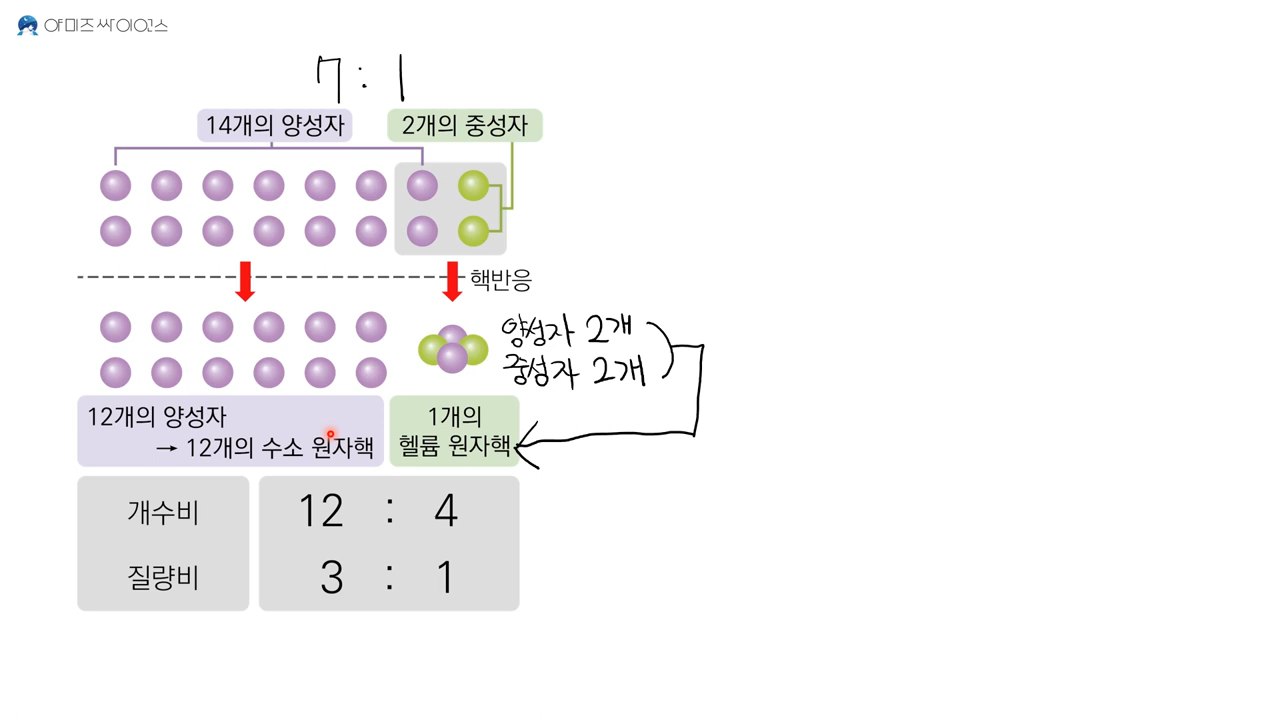 야미즈 싸이언스
7 : 1
14개의 양성자
2개의 중성자
핵반응
양성자 2개
중성자 2개
12개의 양성자
→ 12개의 수소 원자핵
1개의
헬륨 원자핵
개수비 12 : 4
질량비 3 : 1